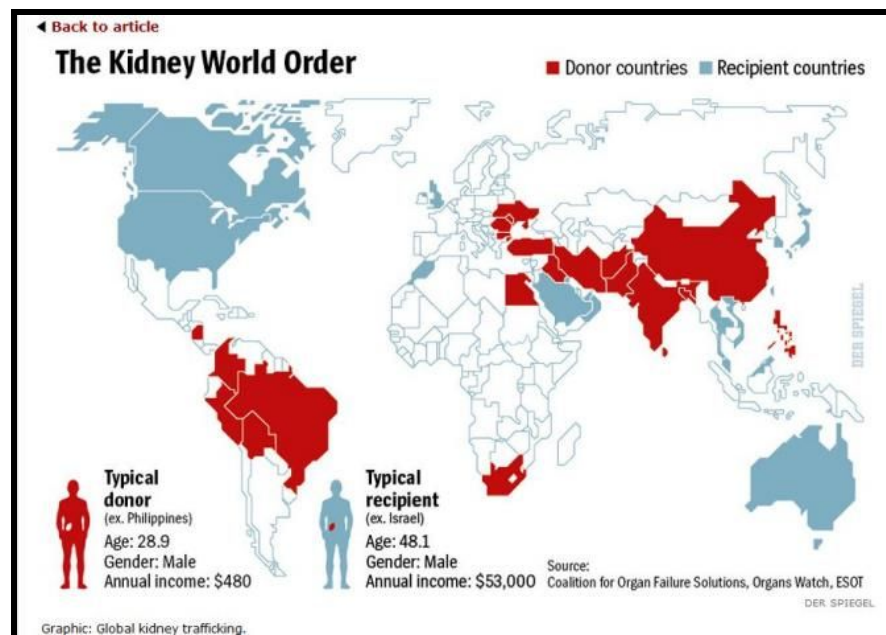 ◀ Back to article
The Kidney World Order
Donor countries Recipient countries
DER SPIEGEL
Typical
donor
(ex. Philippines)
Age: 28.9
Gender: Male
Annual income: $480
Typical
recipient
(ex. Israel)
Age: 48.1
Gender: Male
Annual income: $53,000
Source:
Coalition for Organ Failure Solutions, Organs Watch, ESOT
DER SPIEGEL
Graphic: Global kidney trafficking.